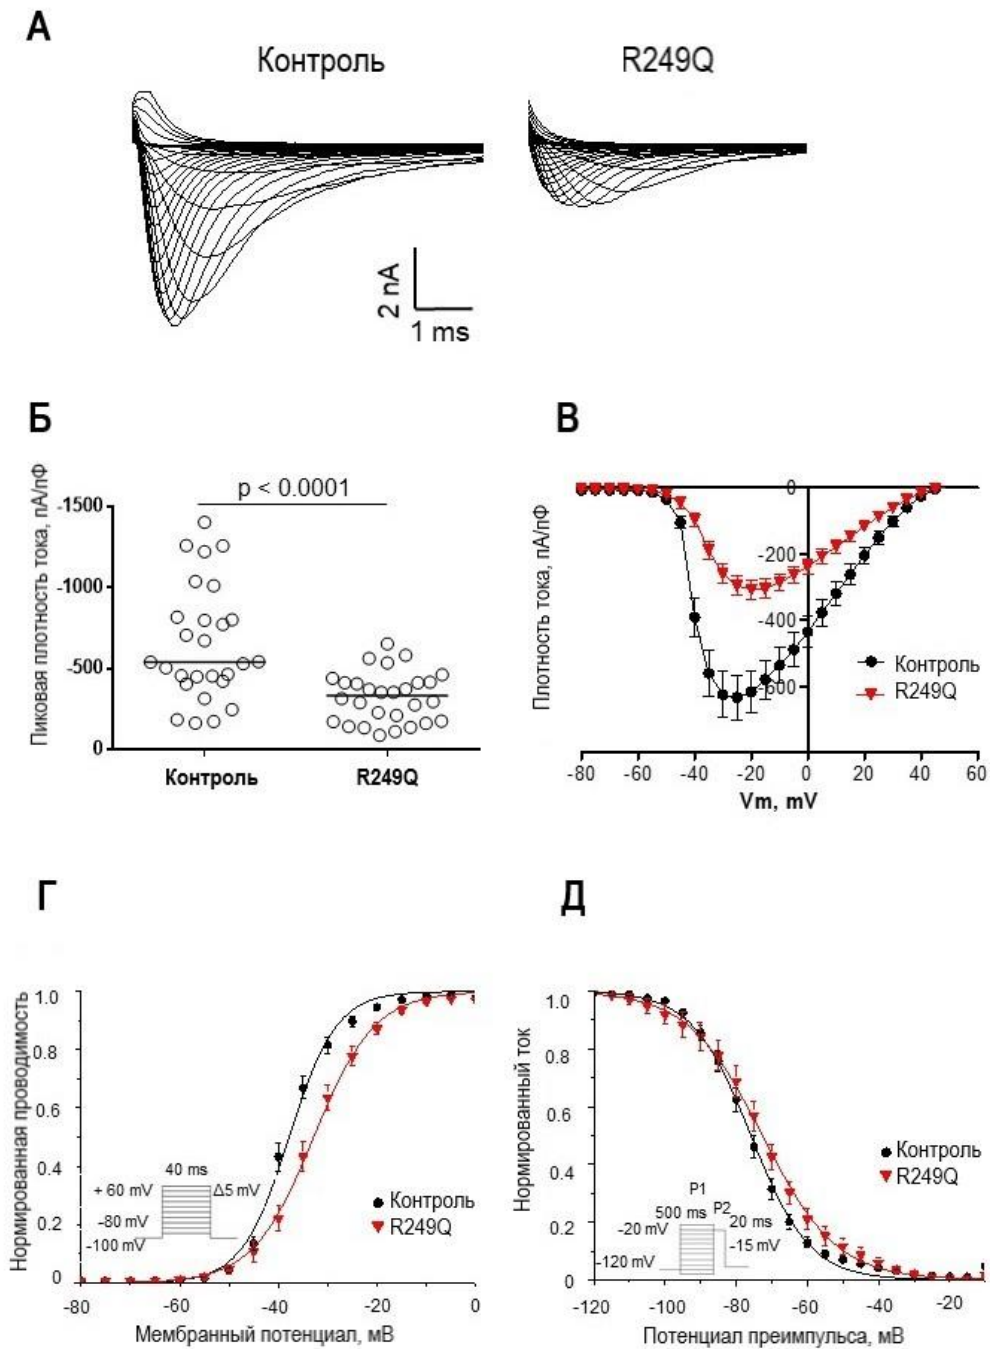 А
Контроль
R249Q
2 nA
1 ms
Б
Пиковая плотность тока, пА/пФ
p < 0.0001
-1500
-1000
-500
0
Контроль
R249Q
В
Плотность тока, пА/пФ
0
-200
-400
-600
Контроль
R249Q
-80 -60 -40 -20 0 20 40 60
Vm, mV
Г
Нормированная проводимость
1.0
0.8
0.6
0.4
0.2
0
40 ms
+ 60 mV
Δ5 mV
-80 mV
-100 mV
Контроль
R249Q
-80 -60 -40 -20 0
Мембранный потенциал, мВ
Д
Нормированный ток
1.0
0.8
0.6
0.4
0.2
0
P1
500 ms P2 20 ms
-20 mV
-15 mV
-120 mV
Контроль
R249Q
-120 -100 -80 -60 -40 -20
Потенциал преимпульса, мВ